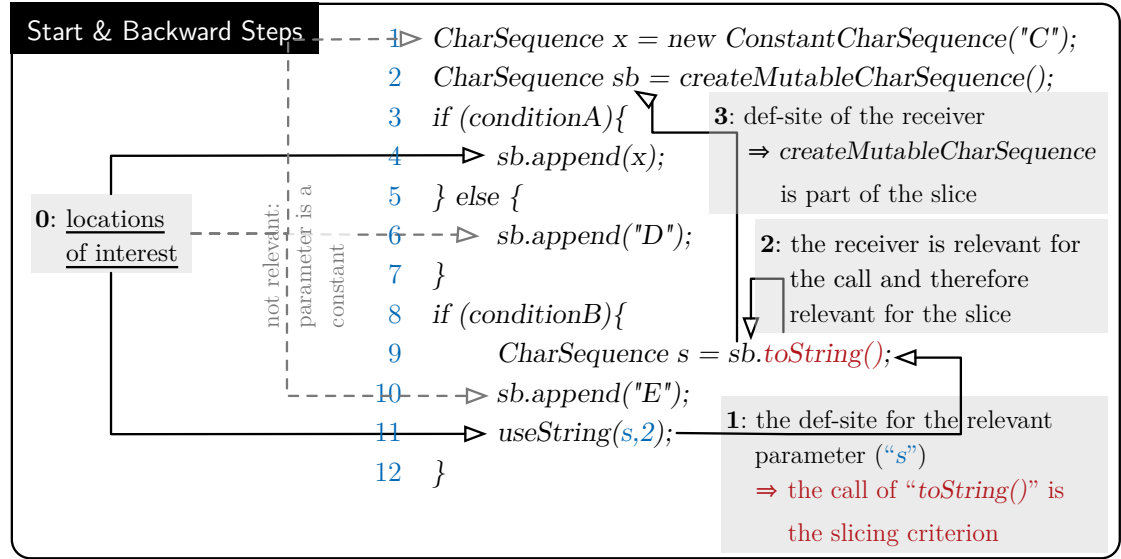 Start & Backward Steps
1 CharSequence x = new ConstantCharSequence("C");
2 CharSequence sb = createMutableCharSequence();
3 if (conditionA){
4 sb.append(x);
5 } else {
6 sb.append("D");
7 }
8 if (conditionB){
9 CharSequence s = sb.toString();
10 sb.append("E");
11 useString(s,2);
12 }
0: locations
of interest
not relevant:
parameter is a
constant
3: def-site of the receiver
⇒ createMutableCharSequence
is part of the slice
2: the receiver is relevant for
the call and therefore
relevant for the slice
1: the def-site for the relevant
parameter (“s”)
⇒ the call of “toString()” is
the slicing criterion